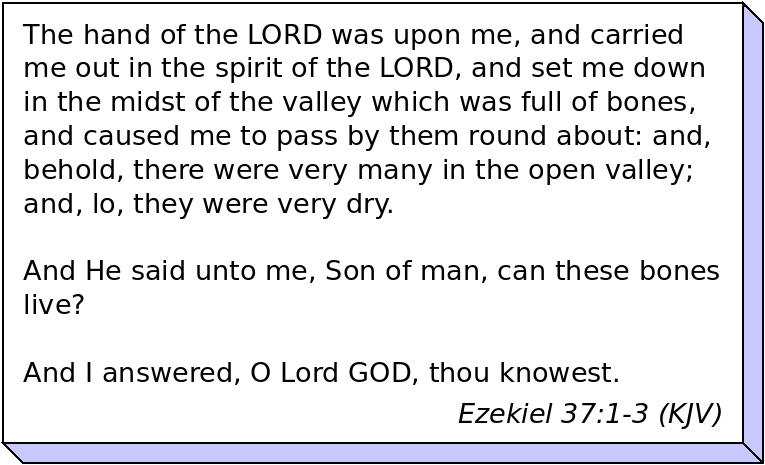 The hand of the LORD was upon me, and carried
me out in the spirit of the LORD, and set me down
in the midst of the valley which was full of bones,
and caused me to pass by them round about: and,
behold, there were very many in the open valley;
and, lo, they were very dry.
And He said unto me, Son of man, can these bones
live?
And I answered, O Lord GOD, thou knowest.
Ezekiel 37:1-3 (KJV)